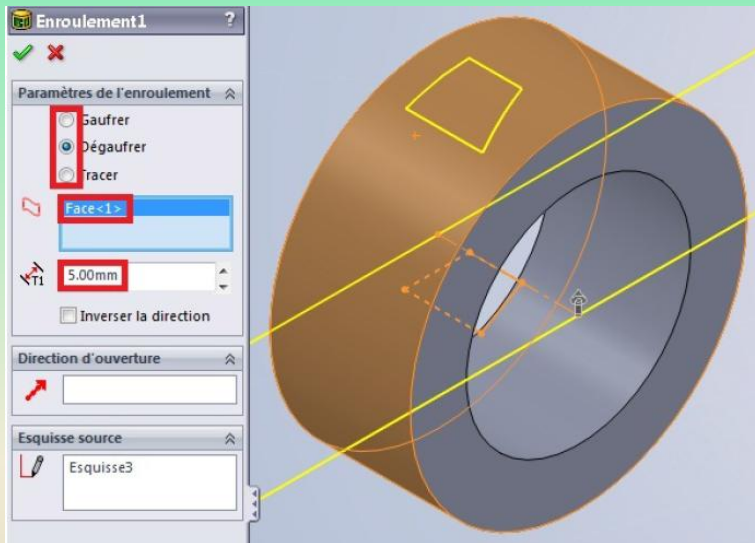 Enroulement1 ?
Paramètres de l'enroulement
Gaufrer
Dégaufrer
Tracer
Face<1>
T1 5.00mm
Inverser la direction
Direction d'ouverture
Esquisse source
Esquisse3